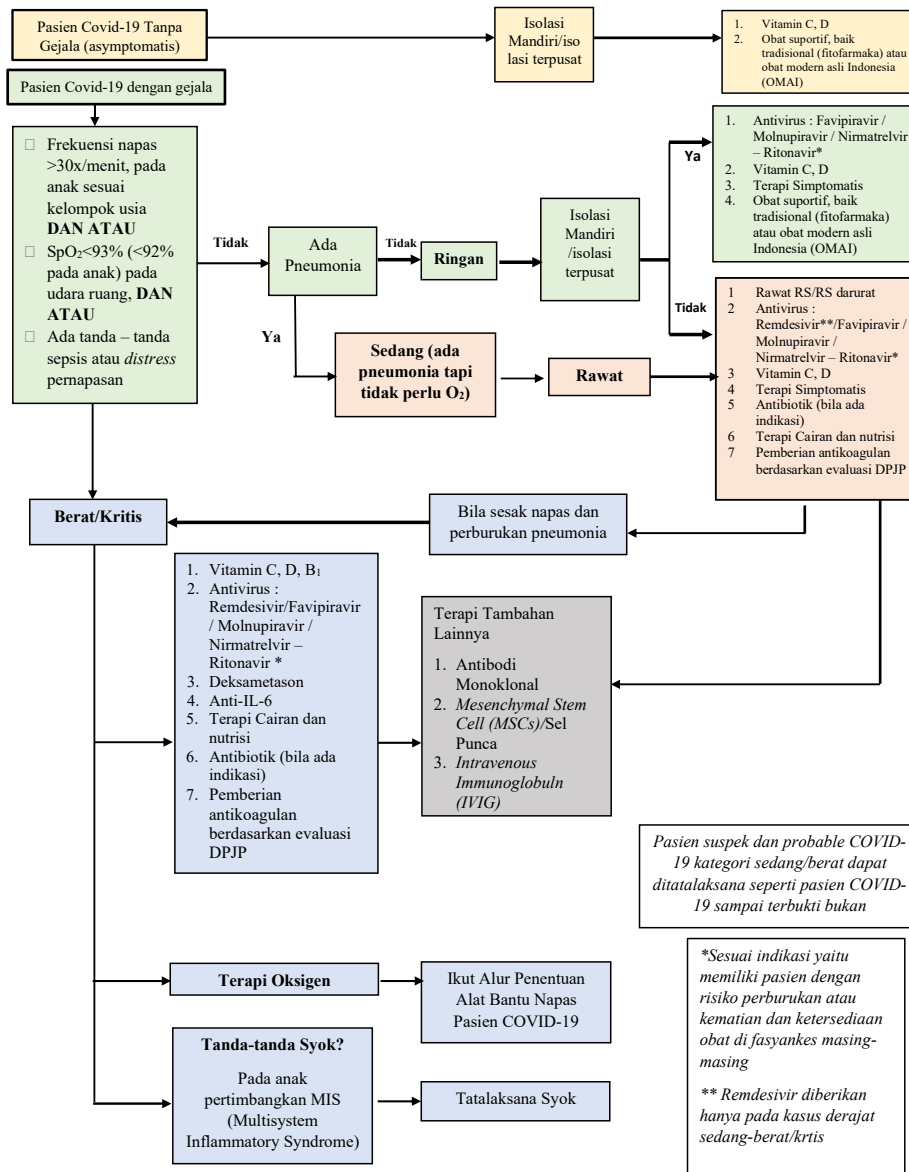 Pasien Covid-19 Tanpa
Gejala (asymptomatis)
Isolasi
Mandiri/iso
lasi terpusat
1. Vitamin C, D
2. Obat suportif, baik
tradisional (fitofarmaka) atau
obat modern asli Indonesia
(OMAI)
Pasien Covid-19 dengan gejala
□ Frekuensi napas
>30x/menit, pada
anak sesuai
kelompok usia
DAN ATAU
□ SpO₂<93% (<92%
pada anak) pada
udara ruang, DAN
ATAU
□ Ada tanda – tanda
sepsis atau distress
pernapasan
Tidak
Ada
Pneumonia
Tidak
Ringan
Isolasi
Mandiri
/isolasi
terpusat
Ya
1. Antivirus : Favipiravir /
Molnupiravir / Nirmatrelvir
– Ritonavir*
2. Vitamin C, D
3. Terapi Simptomatis
4. Obat suportif, baik
tradisional (fitofarmaka)
atau obat modern asli
Indonesia (OMAI)
Tidak
Ya
Sedang (ada
pneumonia tapi
tidak perlu O₂)
Rawat
1 Rawat RS/RS darurat
2 Antivirus :
Remdesivir**/Favipiravir /
Molnupiravir /
Nirmatrelvir – Ritonavir*
3 Vitamin C, D
4 Terapi Simptomatis
5 Antibiotik (bila ada
indikasi)
6 Terapi Cairan dan nutrisi
7 Pemberian antikoagulan
berdasarkan evaluasi DPJP
Berat/Kritis
Bila sesak napas dan
perburukan pneumonia
1. Vitamin C, D, B₁
2. Antivirus :
Remdesivir/Favipiravir
/ Molnupiravir /
Nirmatrelvir –
Ritonavir *
3. Deksametason
4. Anti-IL-6
5. Terapi Cairan dan
nutrisi
6. Antibiotik (bila ada
indikasi)
7. Pemberian
antikoagulan
berdasarkan evaluasi
DPJP
Terapi Tambahan
Lainnya
1. Antibodi
Monoklonal
2. Mesenchymal Stem
Cell (MSCs)/Sel
Punca
3. Intravenous
Immunoglobuln
(IVIG)
Pasien suspek dan probable COVID-
19 kategori sedang/berat dapat
ditatalaksana seperti pasien COVID-
19 sampai terbukti bukan
Terapi Oksigen
Ikut Alur Penentuan
Alat Bantu Napas
Pasien COVID-19
Tanda-tanda Syok?
Pada anak
pertimbangkan MIS
(Multisystem
Inflammatory Syndrome)
Tatalaksana Syok
*Sesuai indikasi yaitu
memiliki pasien dengan
risiko perburukan atau
kematian dan ketersediaan
obat di fasyankes masing-
masing
** Remdesivir diberikan
hanya pada kasus derajat
sedang-berat/krtis